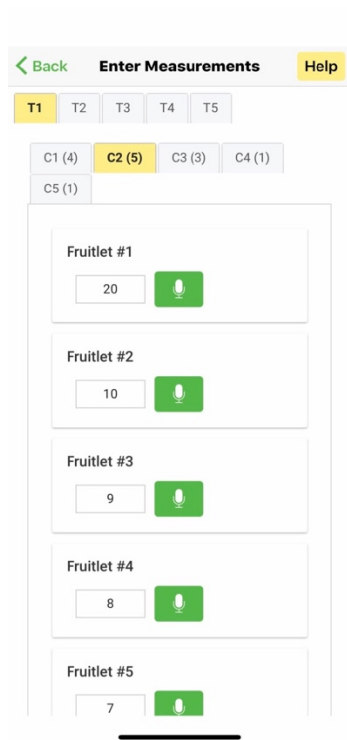 Back Enter Measurements Help
T1 T2 T3 T4 T5
C1 (4) C2 (5) C3 (3) C4 (1)
C5 (1)
Fruitlet #1
20
Fruitlet #2
10
Fruitlet #3
9
Fruitlet #4
8
Fruitlet #5
7